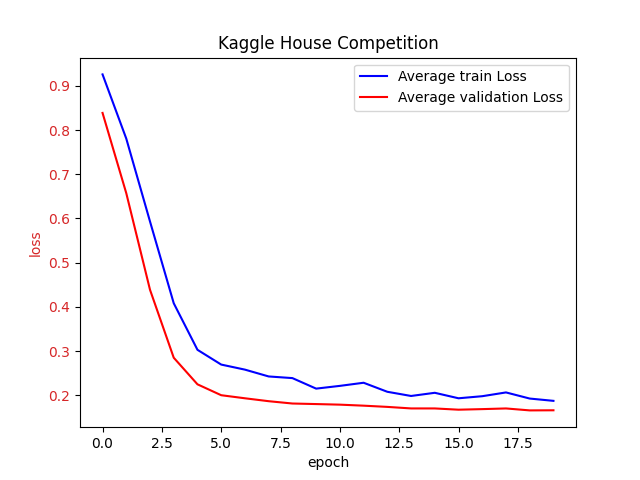 Kaggle House Competition
Average train Loss
Average validation Loss
0.9
0.8
0.7
0.6
0.5
0.4
0.3
0.2
loss
0.0 2.5 5.0 7.5 10.0 12.5 15.0 17.5
epoch